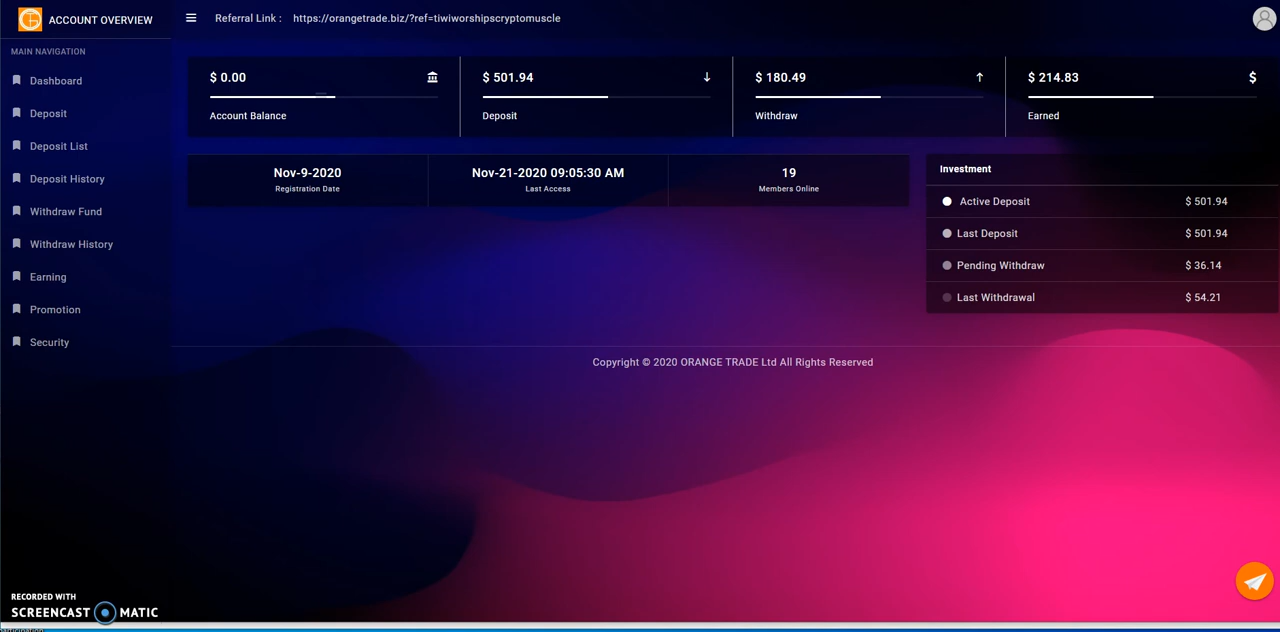 ACCOUNT OVERVIEW
Referral Link : https://orangetrade.biz/?ref=tiwiworshipscryptomuscle
MAIN NAVIGATION
Dashboard
Deposit
Deposit List
Deposit History
Withdraw Fund
Withdraw History
Earning
Promotion
Security
$ 0.00
Account Balance
$ 501.94
Deposit
$ 180.49
Withdraw
$ 214.83
$
Earned
Nov-9-2020
Registration Date
Nov-21-2020 09:05:30 AM
Last Access
19
Members Online
Investment
Active Deposit $ 501.94
Last Deposit $ 501.94
Pending Withdraw $ 36.14
Last Withdrawal $ 54.21
Copyright © 2020 ORANGE TRADE Ltd All Rights Reserved
RECORDED WITH
SCREENCAST MATIC